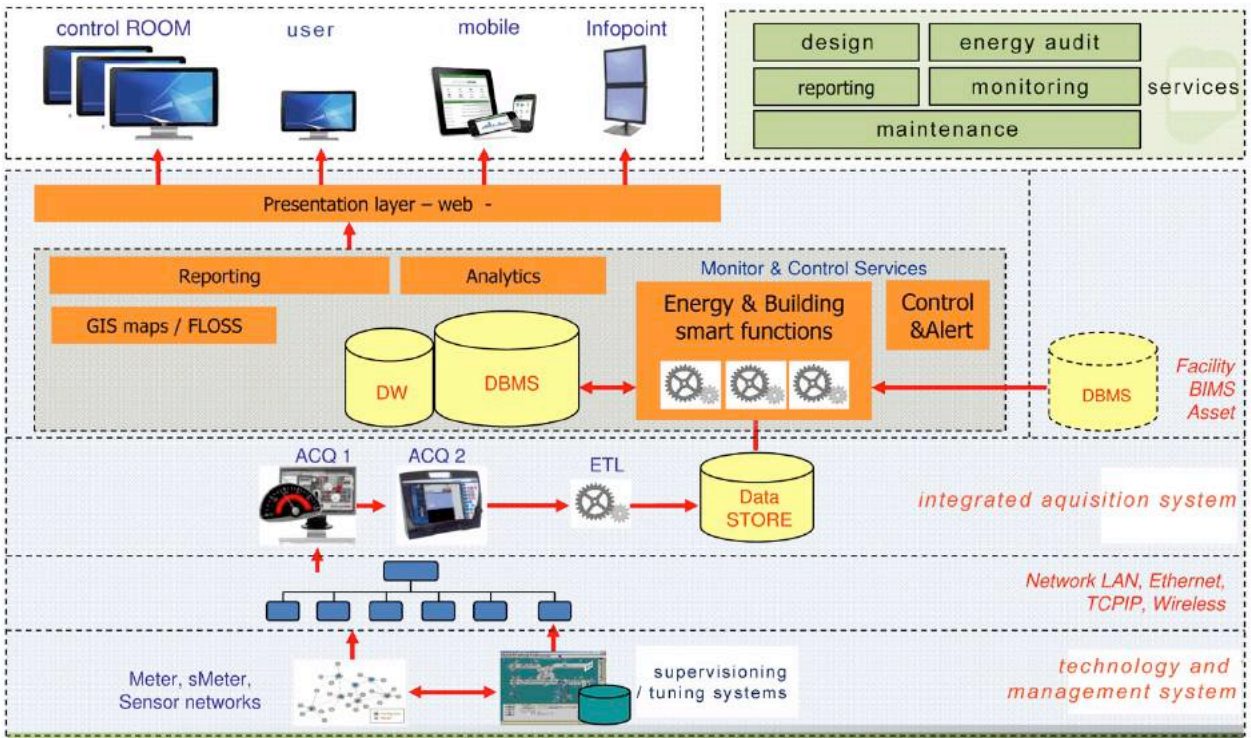 control ROOM
user
mobile
Infopoint
design
energy audit
reporting
monitoring
services
maintenance
Presentation layer – web -
Reporting
Analytics
Monitor & Control Services
GIS maps / FLOSS
Energy & Building
smart functions
Control
&Alert
DW
DBMS
DBMS
Facility
BIMS
Asset
ACQ 1
ACQ 2
ETL
Data
STORE
integrated aquisition system
Network LAN, Ethernet,
TCPIP, Wireless
Meter, sMeter,
Sensor networks
supervisioning
/ tuning systems
technology and
management system